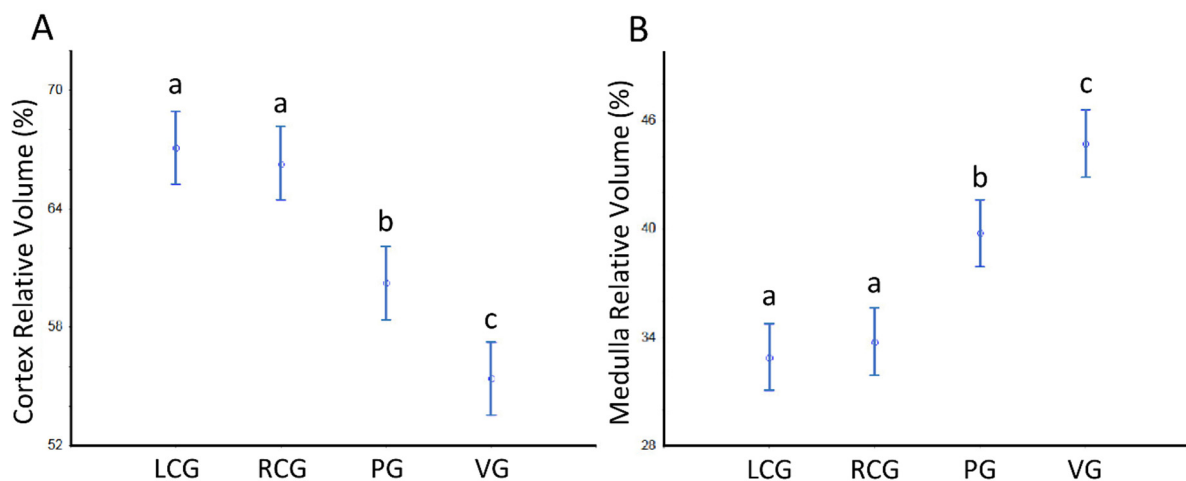 A
Cortex Relative Volume (%)
70
64
58
52
a
a
b
c
LCG
RCG
PG
VG
B
Medulla Relative Volume (%)
46
40
34
28
a
a
b
c
LCG
RCG
PG
VG